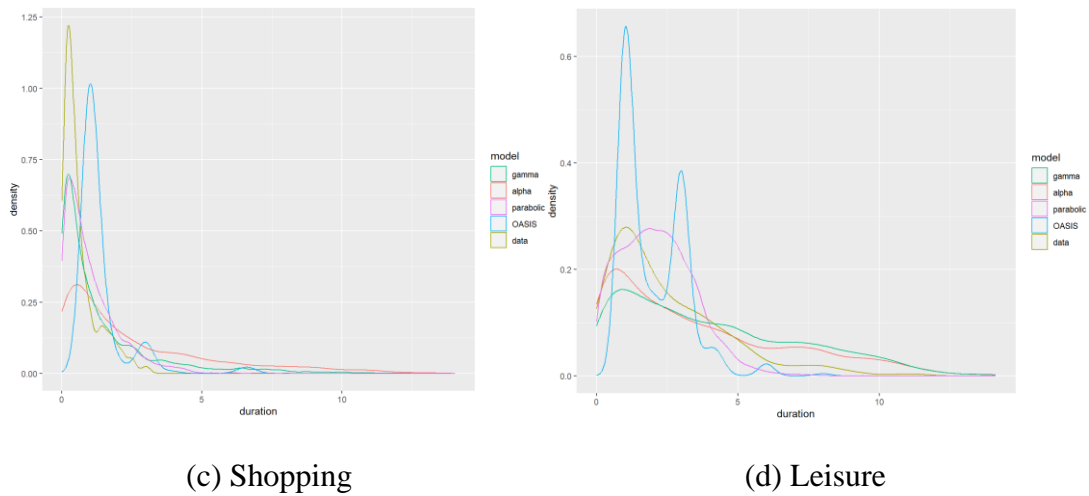 1.25
1.00
0.75
0.50
0.25
0.00
density
0
5
10
duration
model
gamma
alpha
parabolic
OASIS
data
0.6
0.4
0.2
0.0
density
0
5
10
duration
model
gamma
alpha
parabolic
OASIS
data
(c) Shopping
(d) Leisure